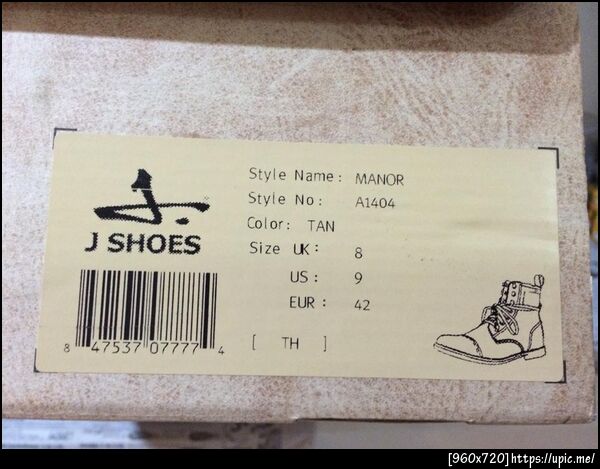 J SHOES
Style Name: MANOR
Style No: A1404
Color: TAN
Size UK: 8
US: 9
EUR: 42
[ TH ]
8 47537 07777 4
[960x720]https://upic.me/